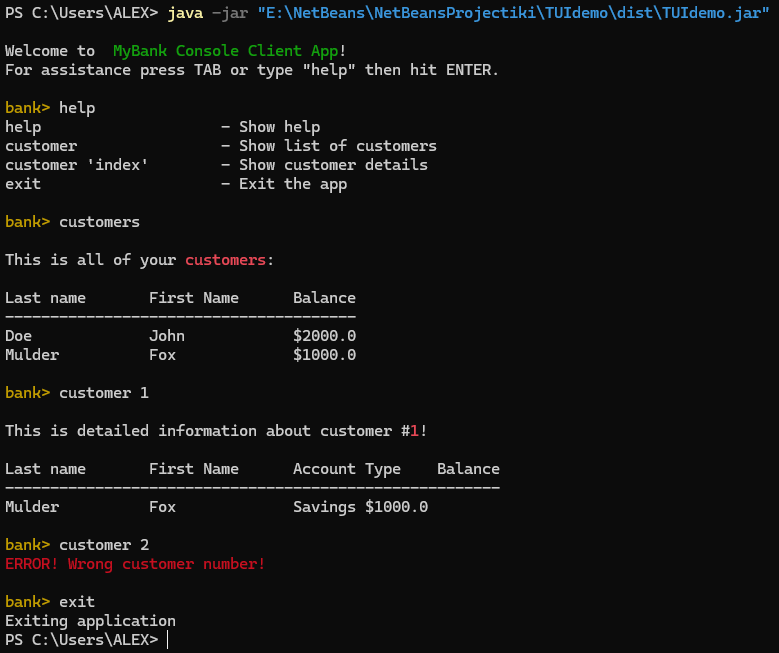 PS C:\Users\ALEX> java -jar "E:\NetBeans\NetBeansProjectiki\TUIdemo\dist\TUIdemo.jar"
Welcome to  MyBank Console Client App!
For assistance press TAB or type "help" then hit ENTER.
bank> help
help                    - Show help
customer                - Show list of customers
customer 'index'        - Show customer details
exit                    - Exit the app
bank> customers
This is all of your customers:
Last name       First Name      Balance
---------------------------------------
Doe             John            $2000.0
Mulder          Fox             $1000.0
bank> customer 1
This is detailed information about customer #1!
Last name       First Name      Account Type    Balance
-------------------------------------------------------
Mulder          Fox             Savings $1000.0
bank> customer 2
ERROR! Wrong customer number!
bank> exit
Exiting application
PS C:\Users\ALEX>